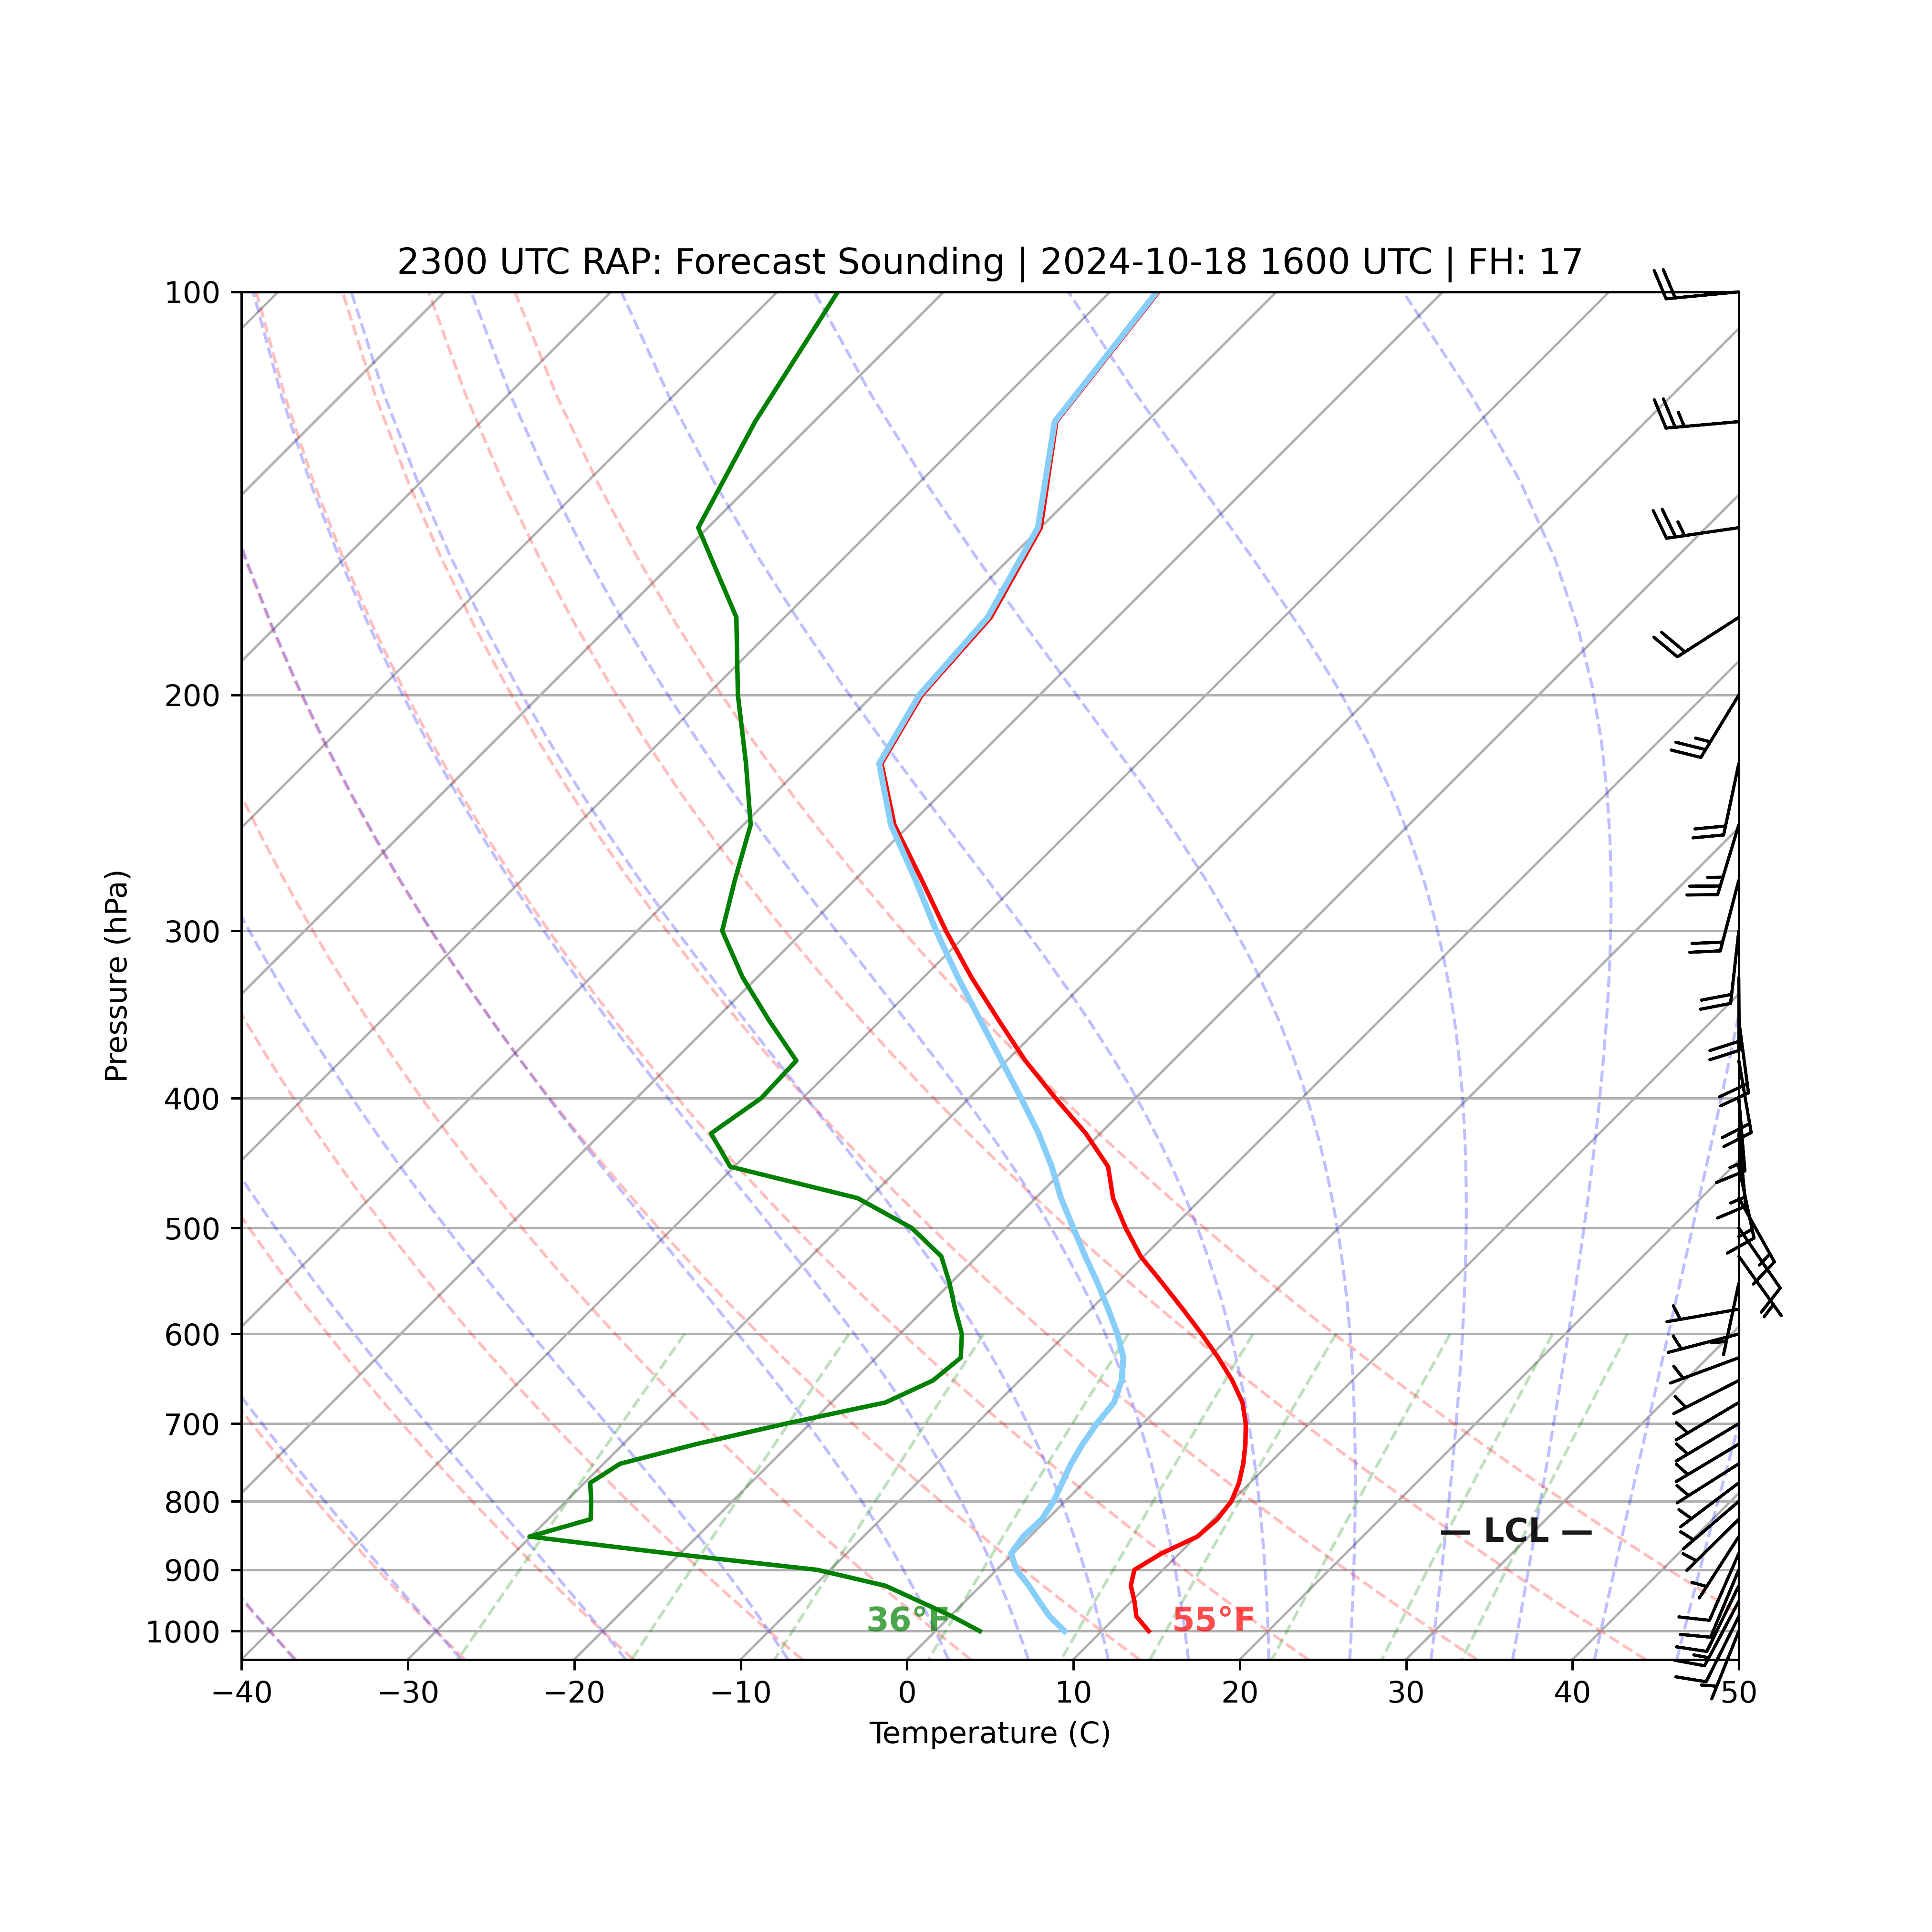 2300 UTC RAP: Forecast Sounding | 2024-10-18 1600 UTC | FH: 17
100
200
300
400
500
600
700
800
900
1000
Pressure (hPa)
— LCL —
36°F
55°F
−40 −30 −20 −10 0 10 20 30 40 50
Temperature (C)